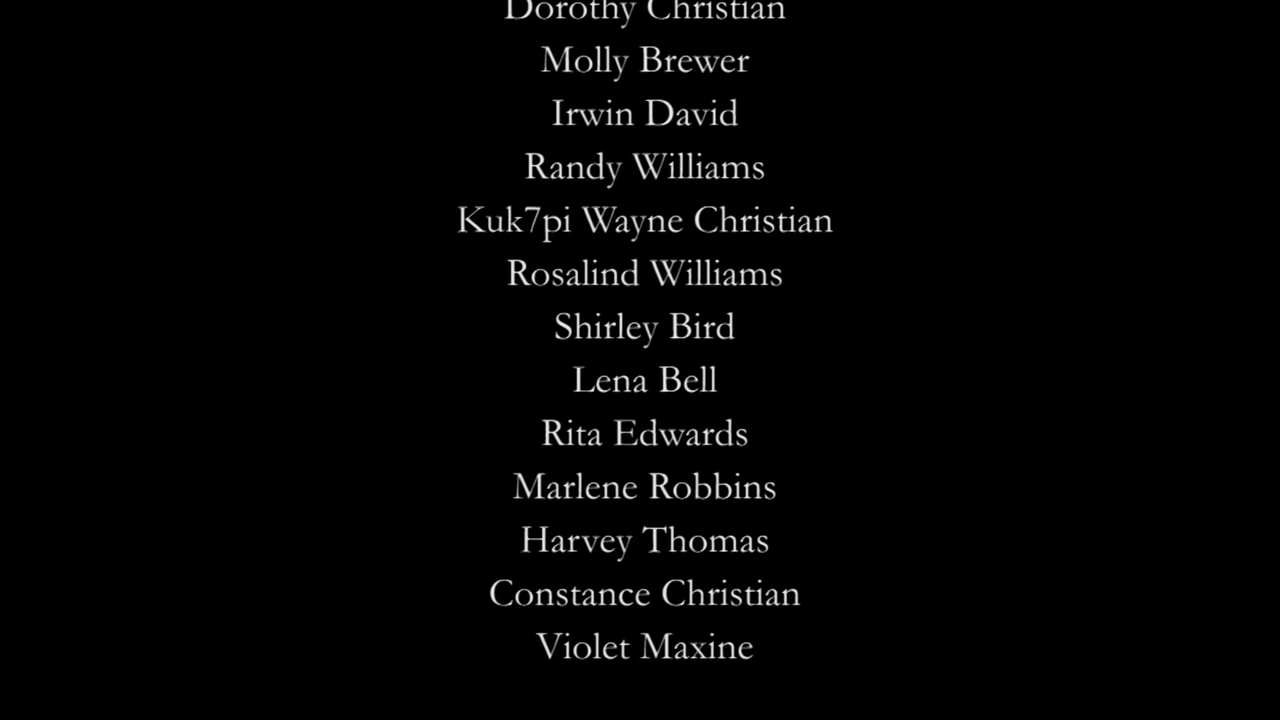 Dorothy Christian
Molly Brewer
Irwin David
Randy Williams
Kuk7pi Wayne Christian
Rosalind Williams
Shirley Bird
Lena Bell
Rita Edwards
Marlene Robbins
Harvey Thomas
Constance Christian
Violet Maxine